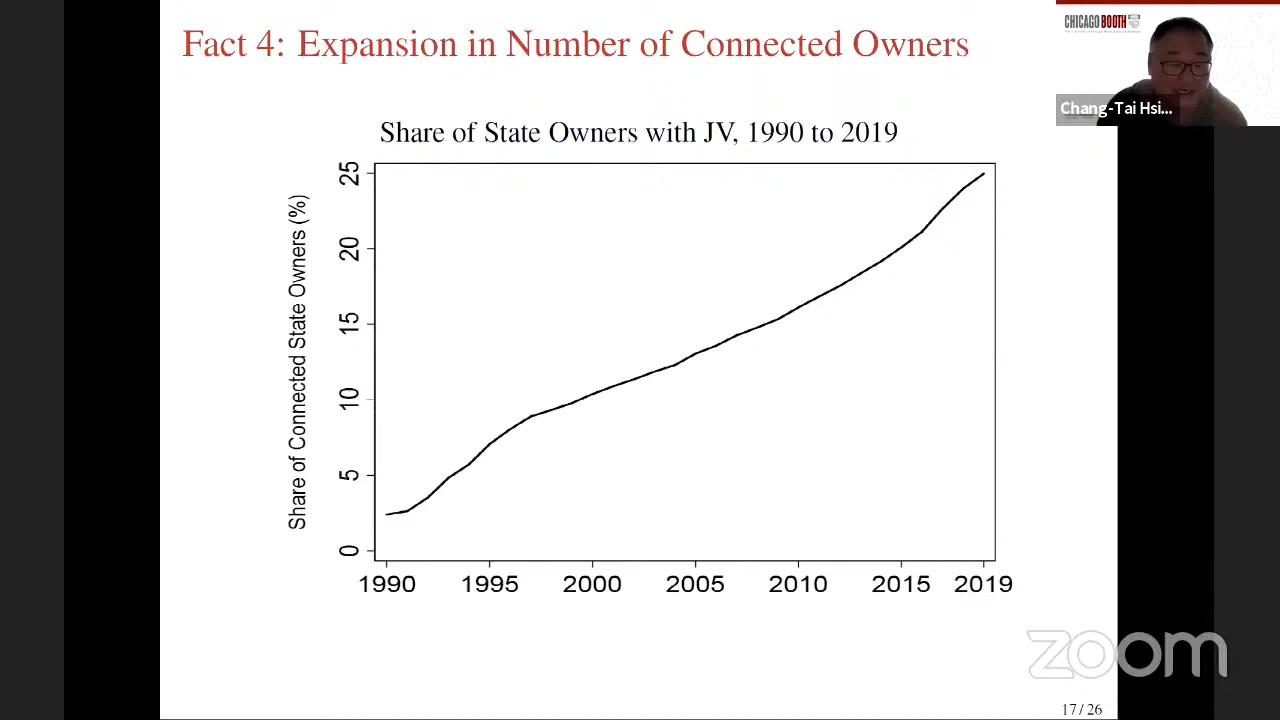 Fact 4: Expansion in Number of Connected Owners
CHICAGO BOOTH
Chang-Tai Hsi...
Share of State Owners with JV, 1990 to 2019
Share of Connected State Owners (%)
25
20
15
10
5
0
1990 1995 2000 2005 2010 2015 2019
zoom
17 / 26